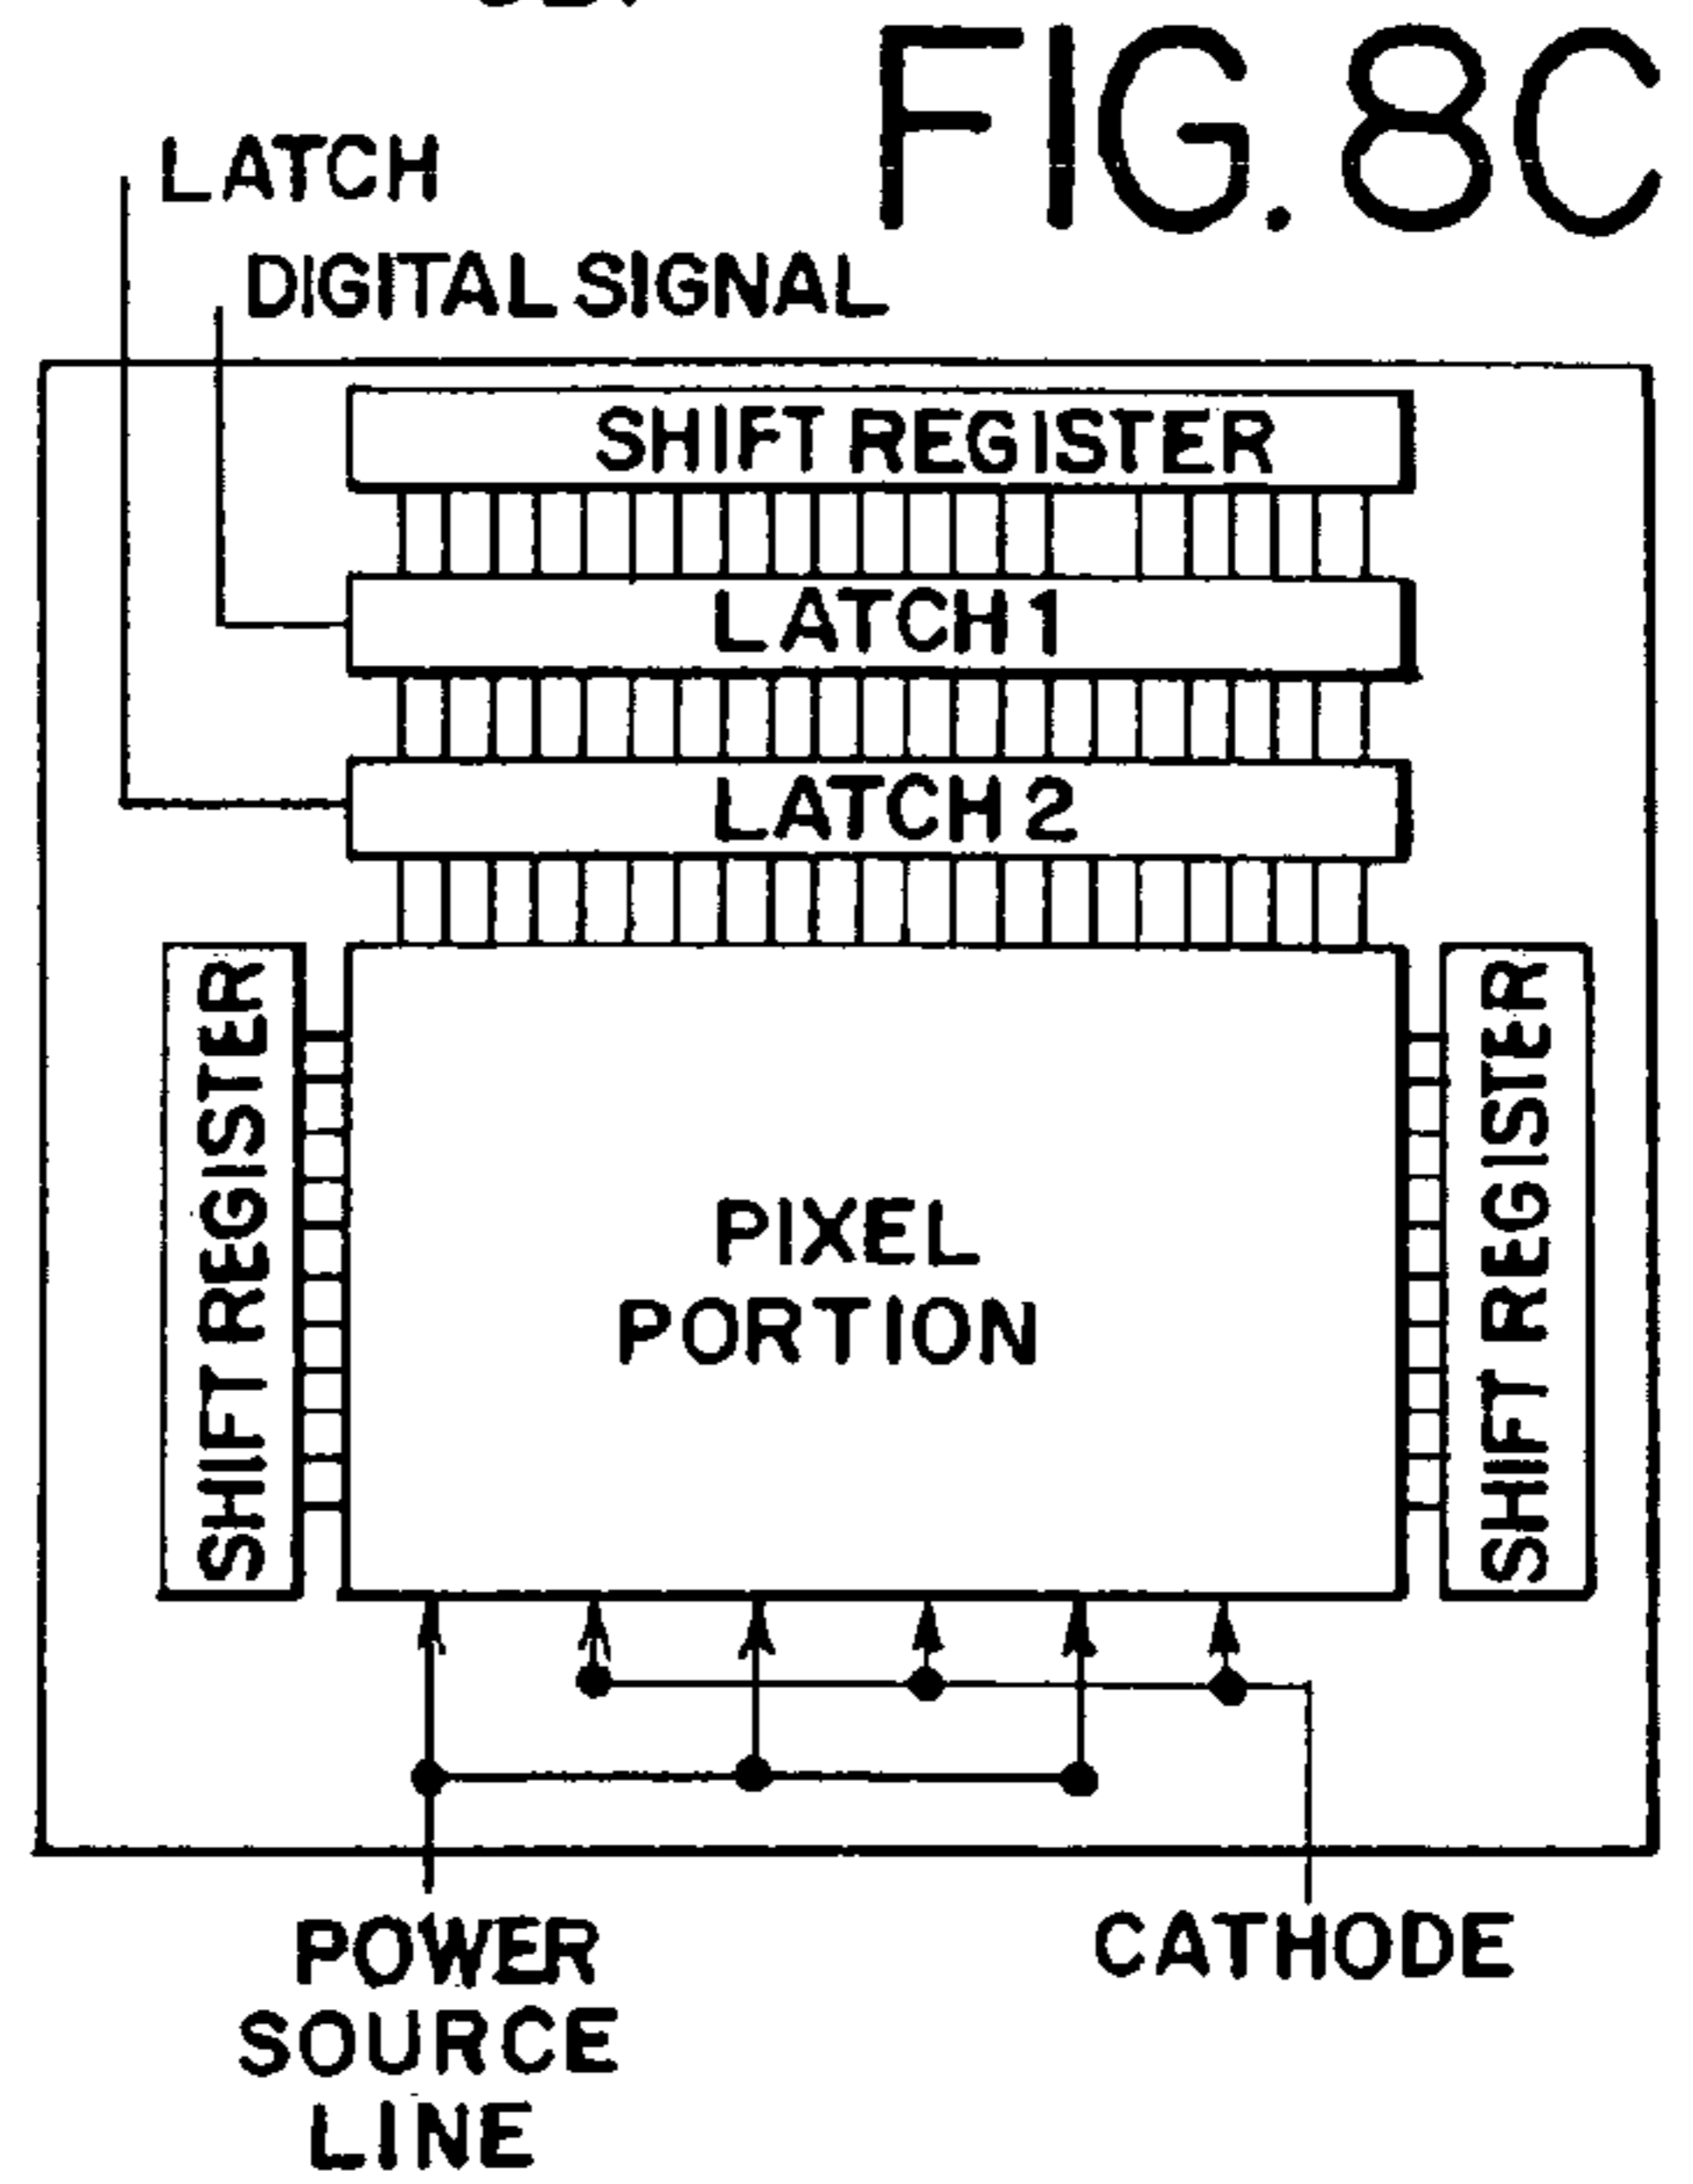 FIG.8C
LATCH
DIGITAL SIGNAL
SHIFT REGISTER
LATCH 1
LATCH 2
SHIFT REGISTER
PIXEL
PORTION
SHIFT REGISTER
POWER
SOURCE
LINE
CATHODE